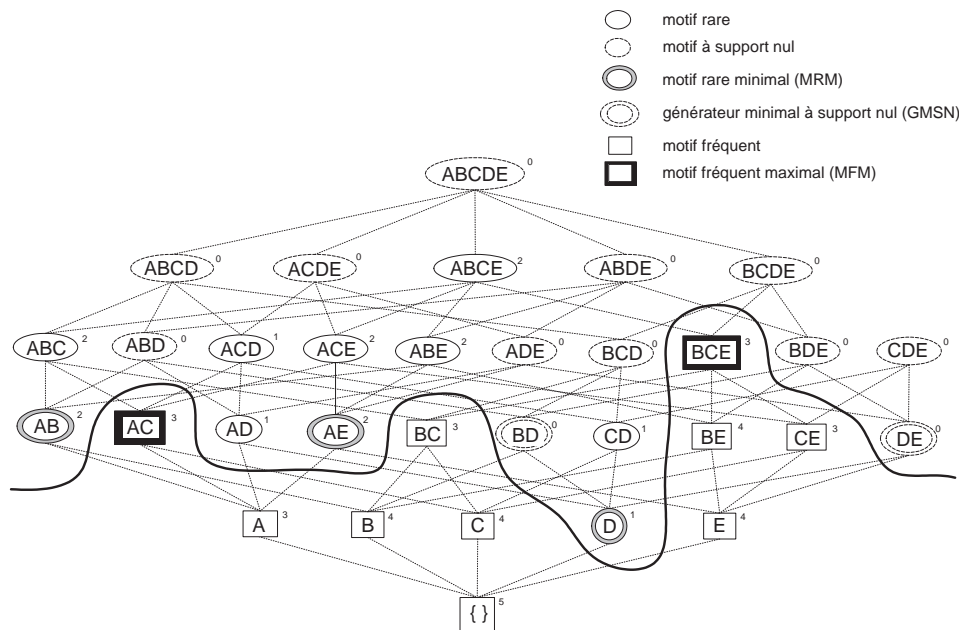 motif rare
motif à support nul
motif rare minimal (MRM)
générateur minimal à support nul (GMSN)
motif fréquent
motif fréquent maximal (MFM)
ABCDE 0
ABCD 0 ACDE 0 ABCE 2 ABDE 0 BCDE 0
ABC 2 ABD 0 ACD 1 ACE 2 ABE 2 ADE 0 BCD 0 BCE 3 BDE 0 CDE 0
AB 2 AC 3 AD 1 AE 2 BC 3 BD 0 CD 1 BE 4 CE 3 DE 0
A 3 B 4 C 4 D 1 E 4
{ } 5